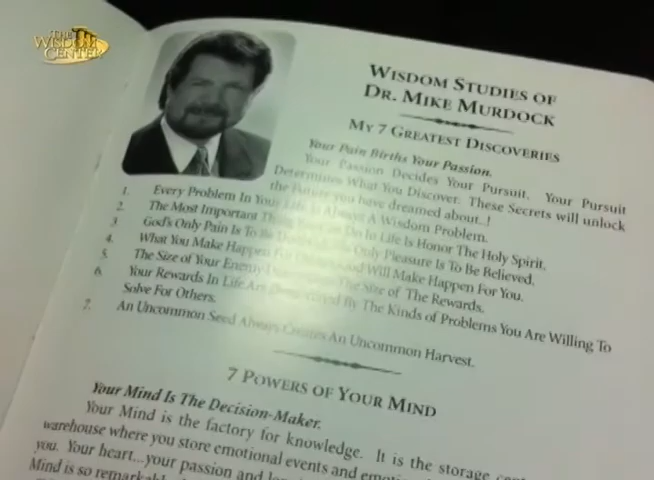 THE
WISDOM
CENTER
WISDOM STUDIES OF
DR. MIKE MURDOCK
MY 7 GREATEST DISCOVERIES
Your Pain Births Your Passion.
Your Passion Decides Your Pursuit. Your Pursuit
Determines What You Discover. These Secrets will unlock
the Future you have dreamed about..!
1. Every Problem In Your Life Is Always A Wisdom Problem.
2. The Most Important Thing You Can Do In Life Is Honor The Holy Spirit.
3 God's Only Pain Is To Be Only Pleasure Is To Be Believed.
4. What You Make Happen For Will Make Happen For You.
5. The Size of Your Enemy The Size of The Rewards.
6. Your Rewards In Life Are By The Kinds of Problems You Are Willing To
Solve For Others.
7. An Uncommon Seed Always Creates An Uncommon Harvest.
7 POWERS OF YOUR MIND
Your Mind Is The Decision-Maker.
Your Mind is the factory for knowledge. It is the storage
warehouse where you store emotional events and
you. Your heart...your passion and
Mind is so